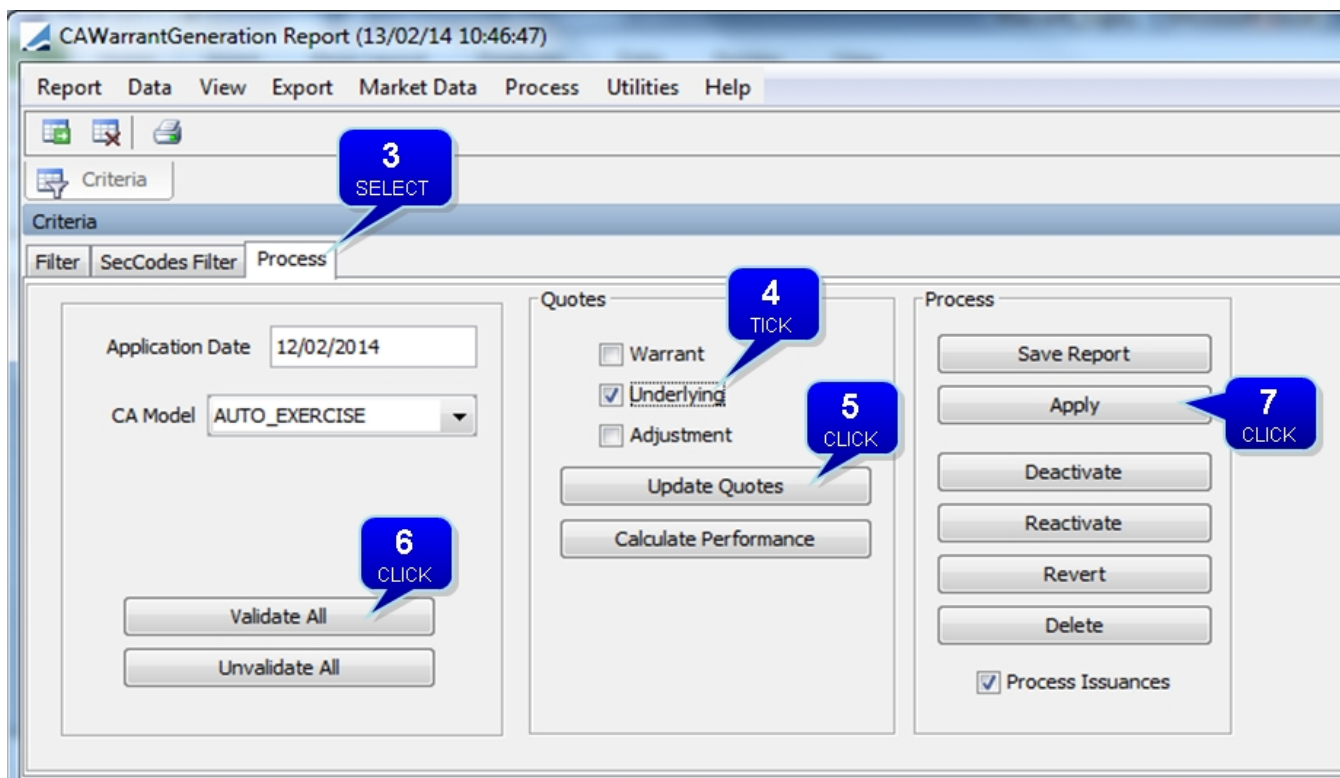 CAWarrantGeneration Report (13/02/14 10:46:47)
Report Data View Export Market Data Process Utilities Help
3
SELECT
Criteria
Criteria
Filter SecCodes Filter Process
Application Date 12/02/2014
CA Model AUTO_EXERCISE
6
CLICK
Validate All
Unvalidate All
Quotes
4
TICK
Warrant
Underlying
Adjustment
5
CLICK
Update Quotes
Calculate Performance
Process
Save Report
Apply
7
CLICK
Deactivate
Reactivate
Revert
Delete
Process Issuances